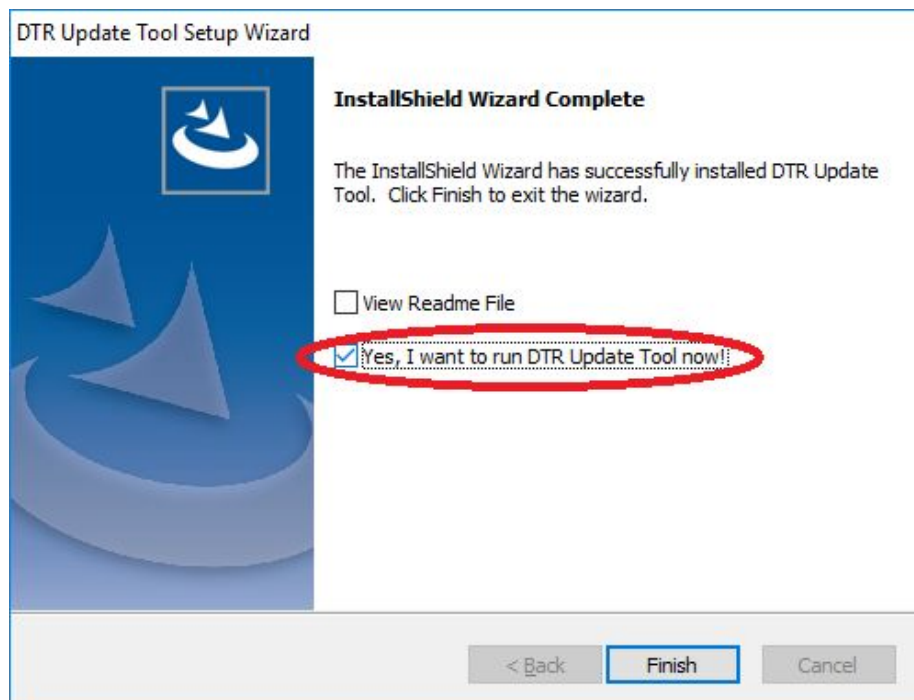 DTR Update Tool Setup Wizard
InstallShield Wizard Complete
The InstallShield Wizard has successfully installed DTR Update
Tool.  Click Finish to exit the wizard.
View Readme File
Yes, I want to run DTR Update Tool now!
< Back
Finish
Cancel